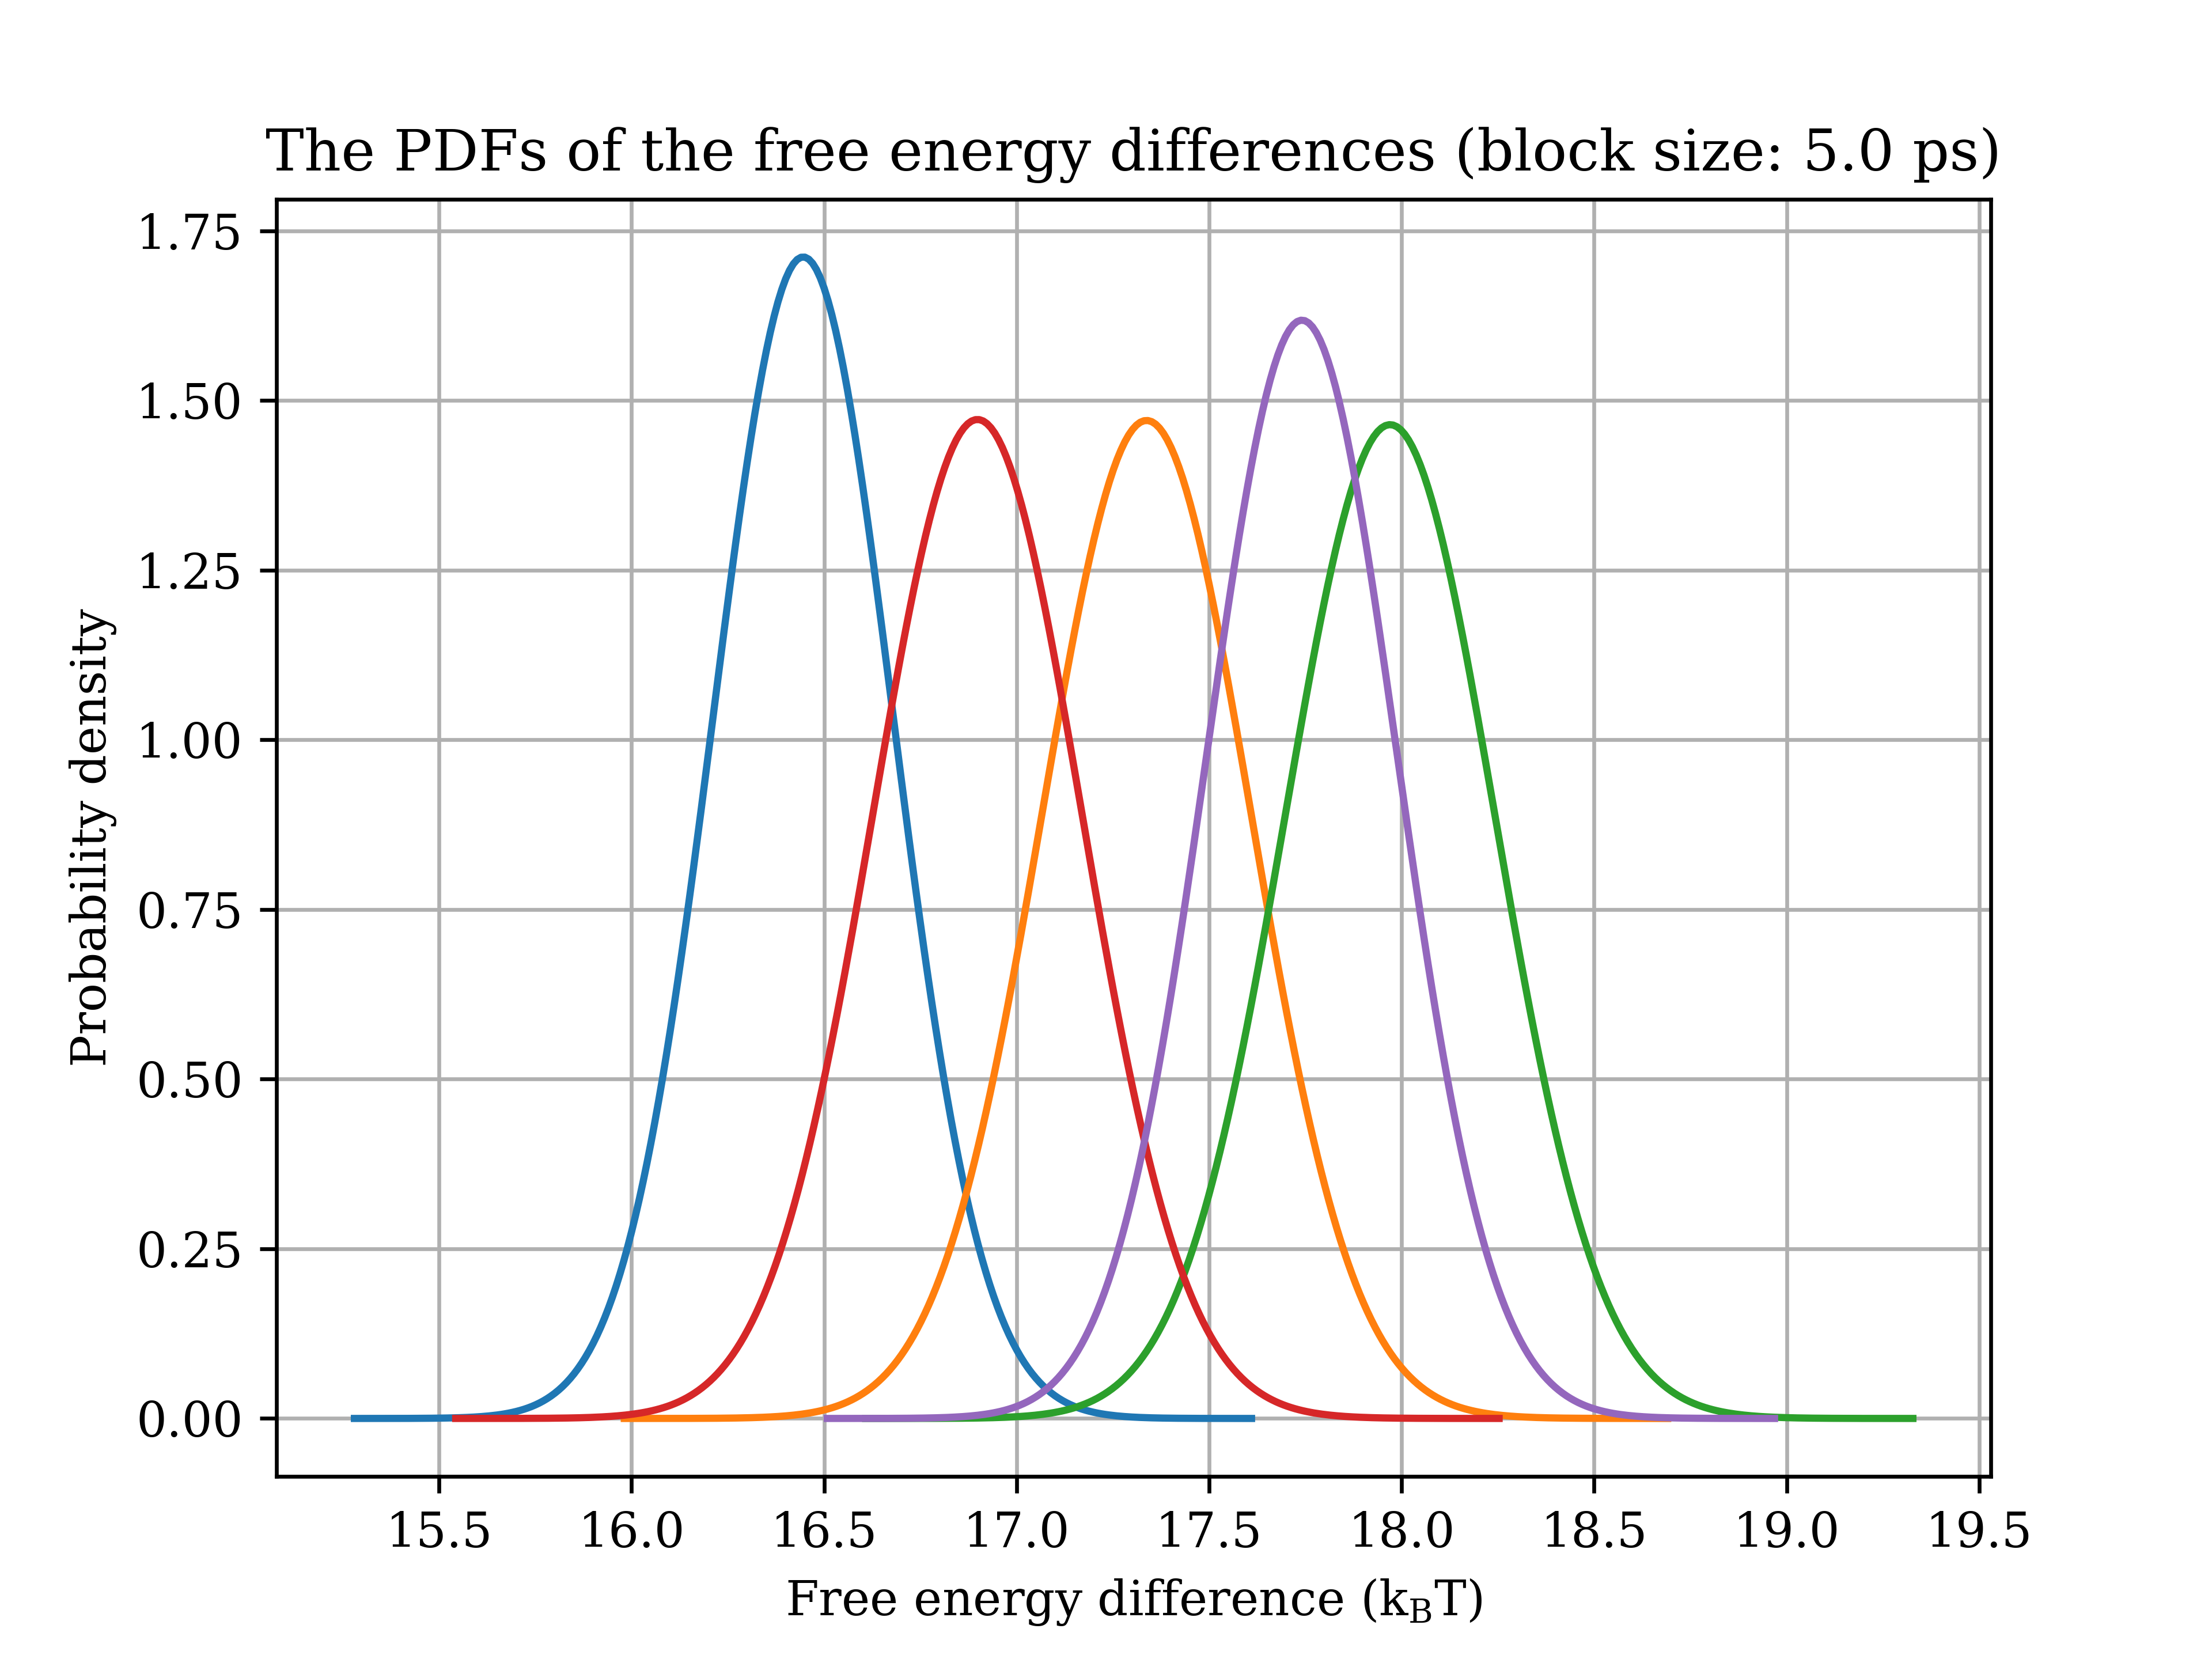 The PDFs of the free energy differences (block size: 5.0 ps)
1.75
1.50
1.25
1.00
0.75
0.50
0.25
0.00
Probability density
15.5 16.0 16.5 17.0 17.5 18.0 18.5 19.0 19.5
Free energy difference (k_BT)